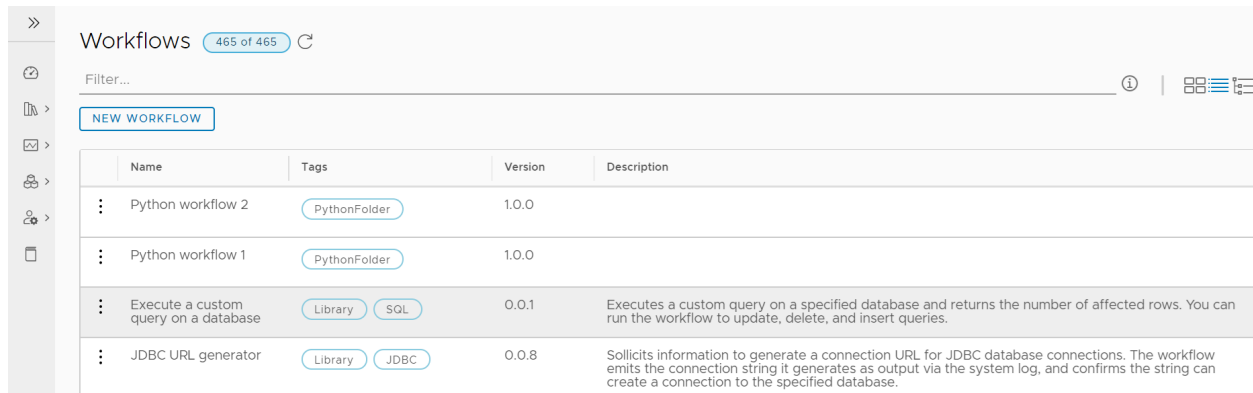 Workflows 465 of 465
Filter...
NEW WORKFLOW
Name Tags Version Description
Python workflow 2 PythonFolder 1.0.0
Python workflow 1 PythonFolder 1.0.0
Execute a custom
query on a database
Library SQL
0.0.1
Executes a custom query on a specified database and returns the number of affected rows. You can
run the workflow to update, delete, and insert queries.
JDBC URL generator
Library JDBC
0.0.8
Sollicits information to generate a connection URL for JDBC database connections. The workflow
emits the connection string it generates as output via the system log, and confirms the string can
create a connection to the specified database.